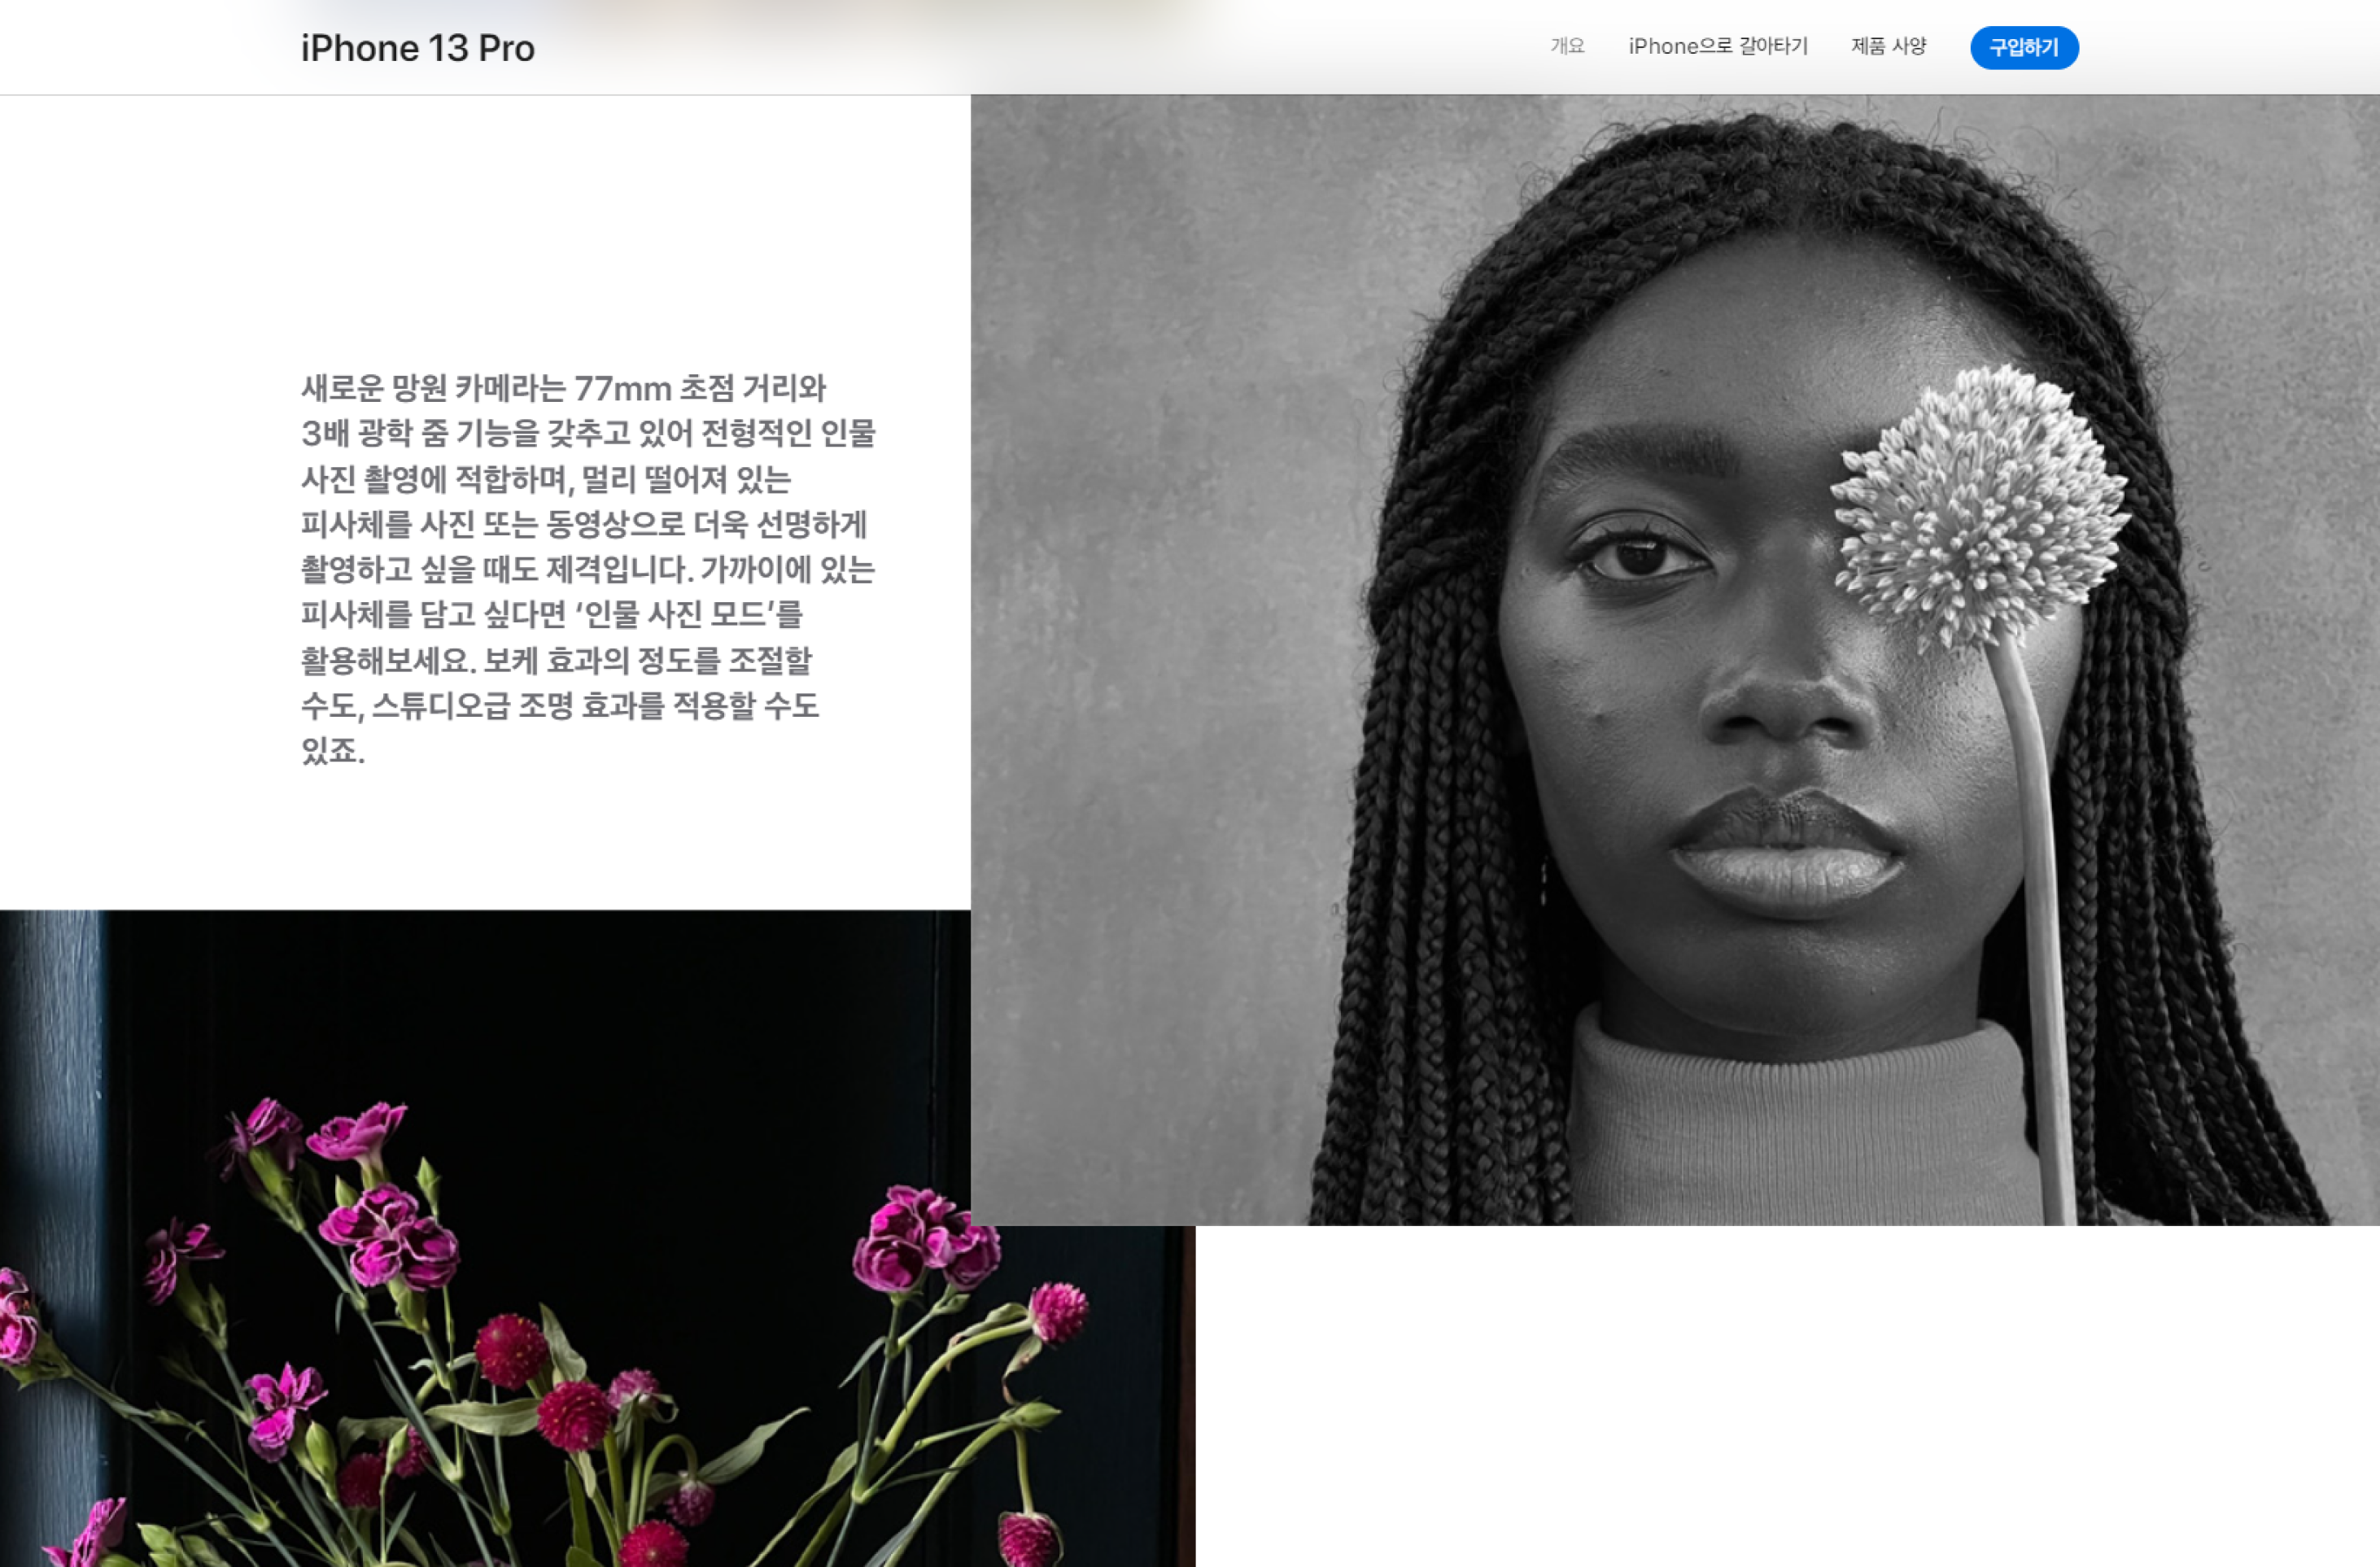 iPhone 13 Pro
개요 iPhone으로 갈아타기 제품 사양 구입하기
새로운 망원 카메라는 77mm 초점 거리와
3배 광학 줌 기능을 갖추고 있어 전형적인 인물
사진 촬영에 적합하며, 멀리 떨어져 있는
피사체를 사진 또는 동영상으로 더욱 선명하게
촬영하고 싶을 때도 제격입니다. 가까이에 있는
피사체를 담고 싶다면 ‘인물 사진 모드’를
활용해보세요. 보케 효과의 정도를 조절할
수도, 스튜디오급 조명 효과를 적용할 수도
있죠.